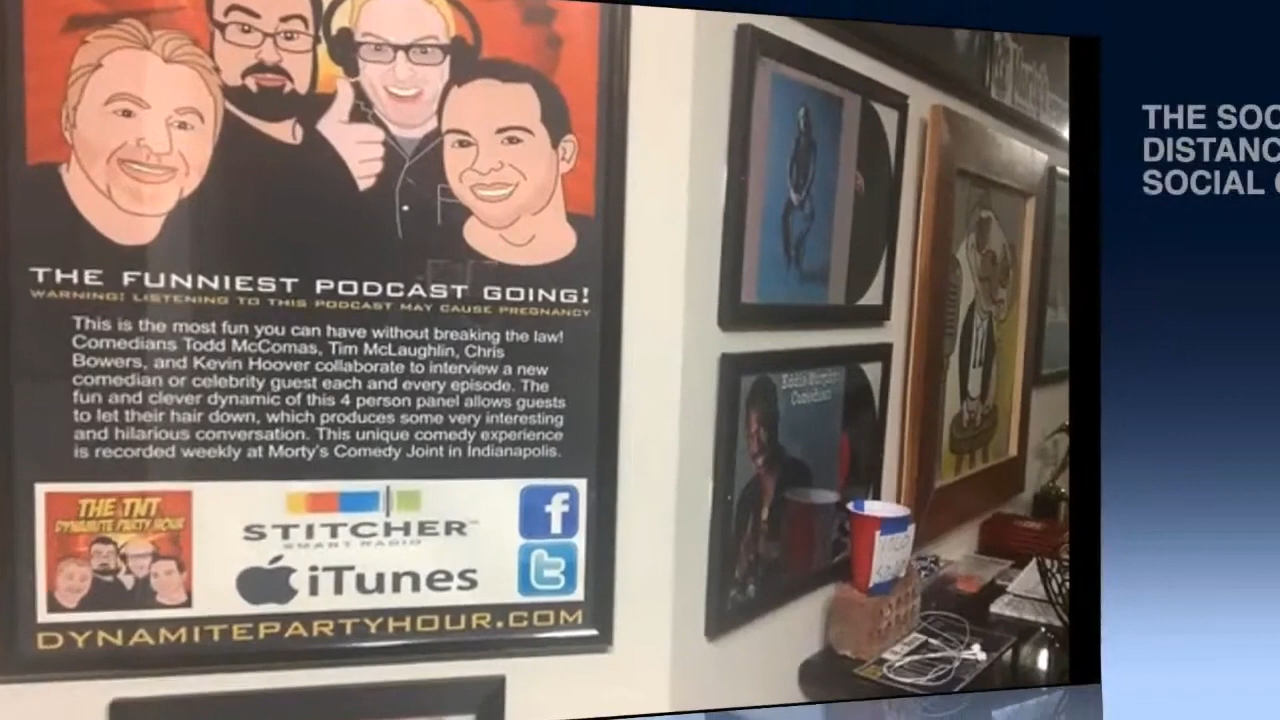 THE FUNNIEST PODCAST GOING!
WARNING! LISTENING TO THIS PODCAST MAY CAUSE PREGNANCY
This is the most fun you can have without breaking the law!
Comedians Todd McComas, Tim McLaughlin, Chris
Bowers, and Kevin Hoover collaborate to interview a new
comedian or celebrity guest each and every episode. The
fun and clever dynamic of this 4 person panel allows guests
to let their hair down, which produces some very interesting
and hilarious conversation. This unique comedy experience
is recorded weekly at Morty's Comedy Joint in Indianapolis.
THE TNT
DYNAMITE PARTY HOUR
STITCHER™
SMART RADIO
iTunes
f
t
DYNAMITEPARTYHOUR.COM
Eddie Murphy
Comedian
THE SOC
DISTANC
SOCIAL